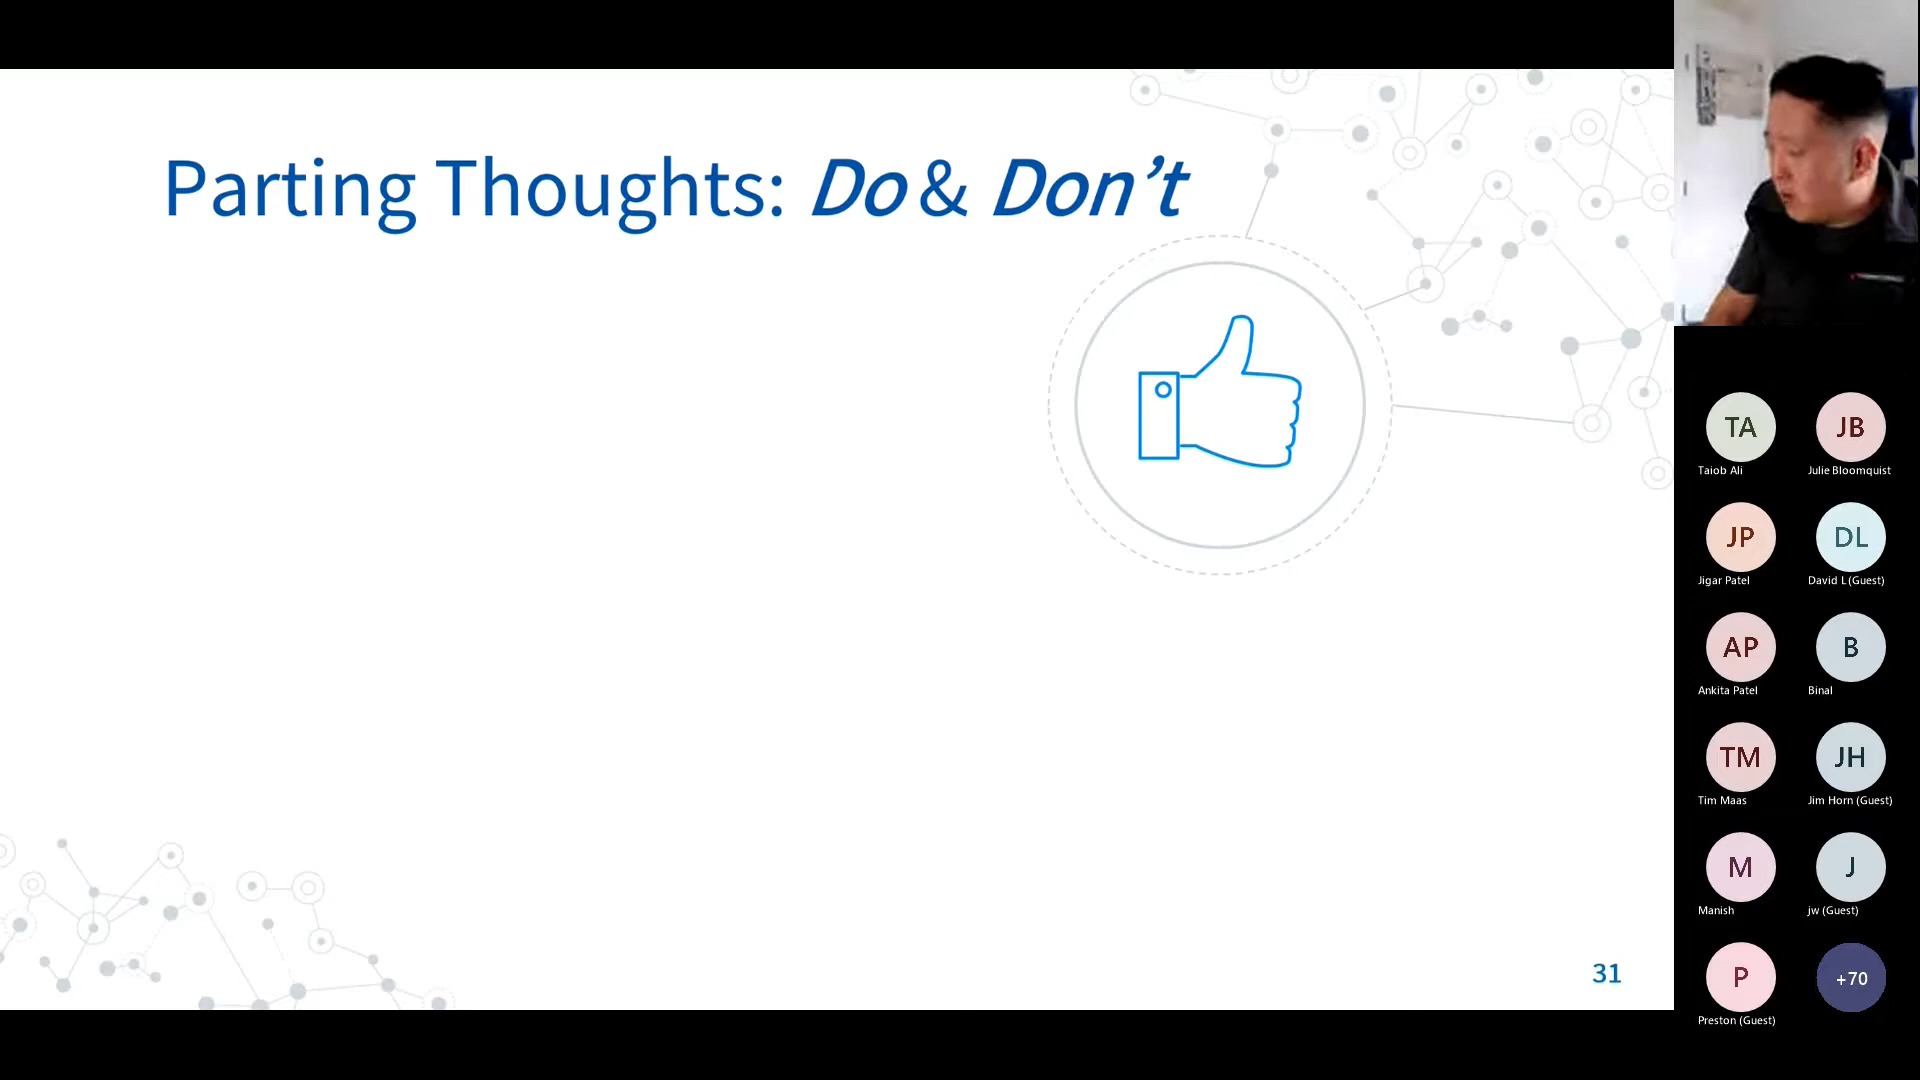 Parting Thoughts: Do & Don’t
31
TA
JB
Taiob Ali
Julie Bloomquist
JP
DL
Jigar Patel
David L (Guest)
AP
B
Ankita Patel
Binal
TM
JH
Tim Maas
Jim Horn (Guest)
M
J
Manish
jw (Guest)
P
+70
Preston (Guest)